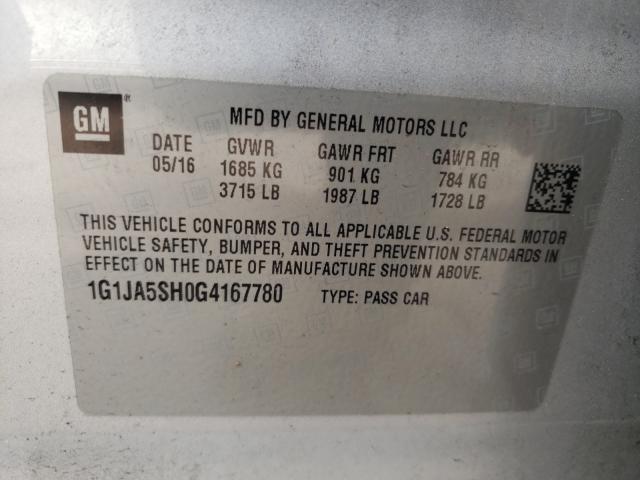 GM®
MFD BY GENERAL MOTORS LLC
DATE GVWR GAWR FRT GAWR RR
05/16 1685 KG 901 KG 784 KG
3715 LB 1987 LB 1728 LB
THIS VEHICLE CONFORMS TO ALL APPLICABLE U.S. FEDERAL MOTOR
VEHICLE SAFETY, BUMPER, AND THEFT PREVENTION STANDARDS
IN EFFECT ON THE DATE OF MANUFACTURE SHOWN ABOVE.
1G1JA5SH0G4167780 TYPE: PASS CAR